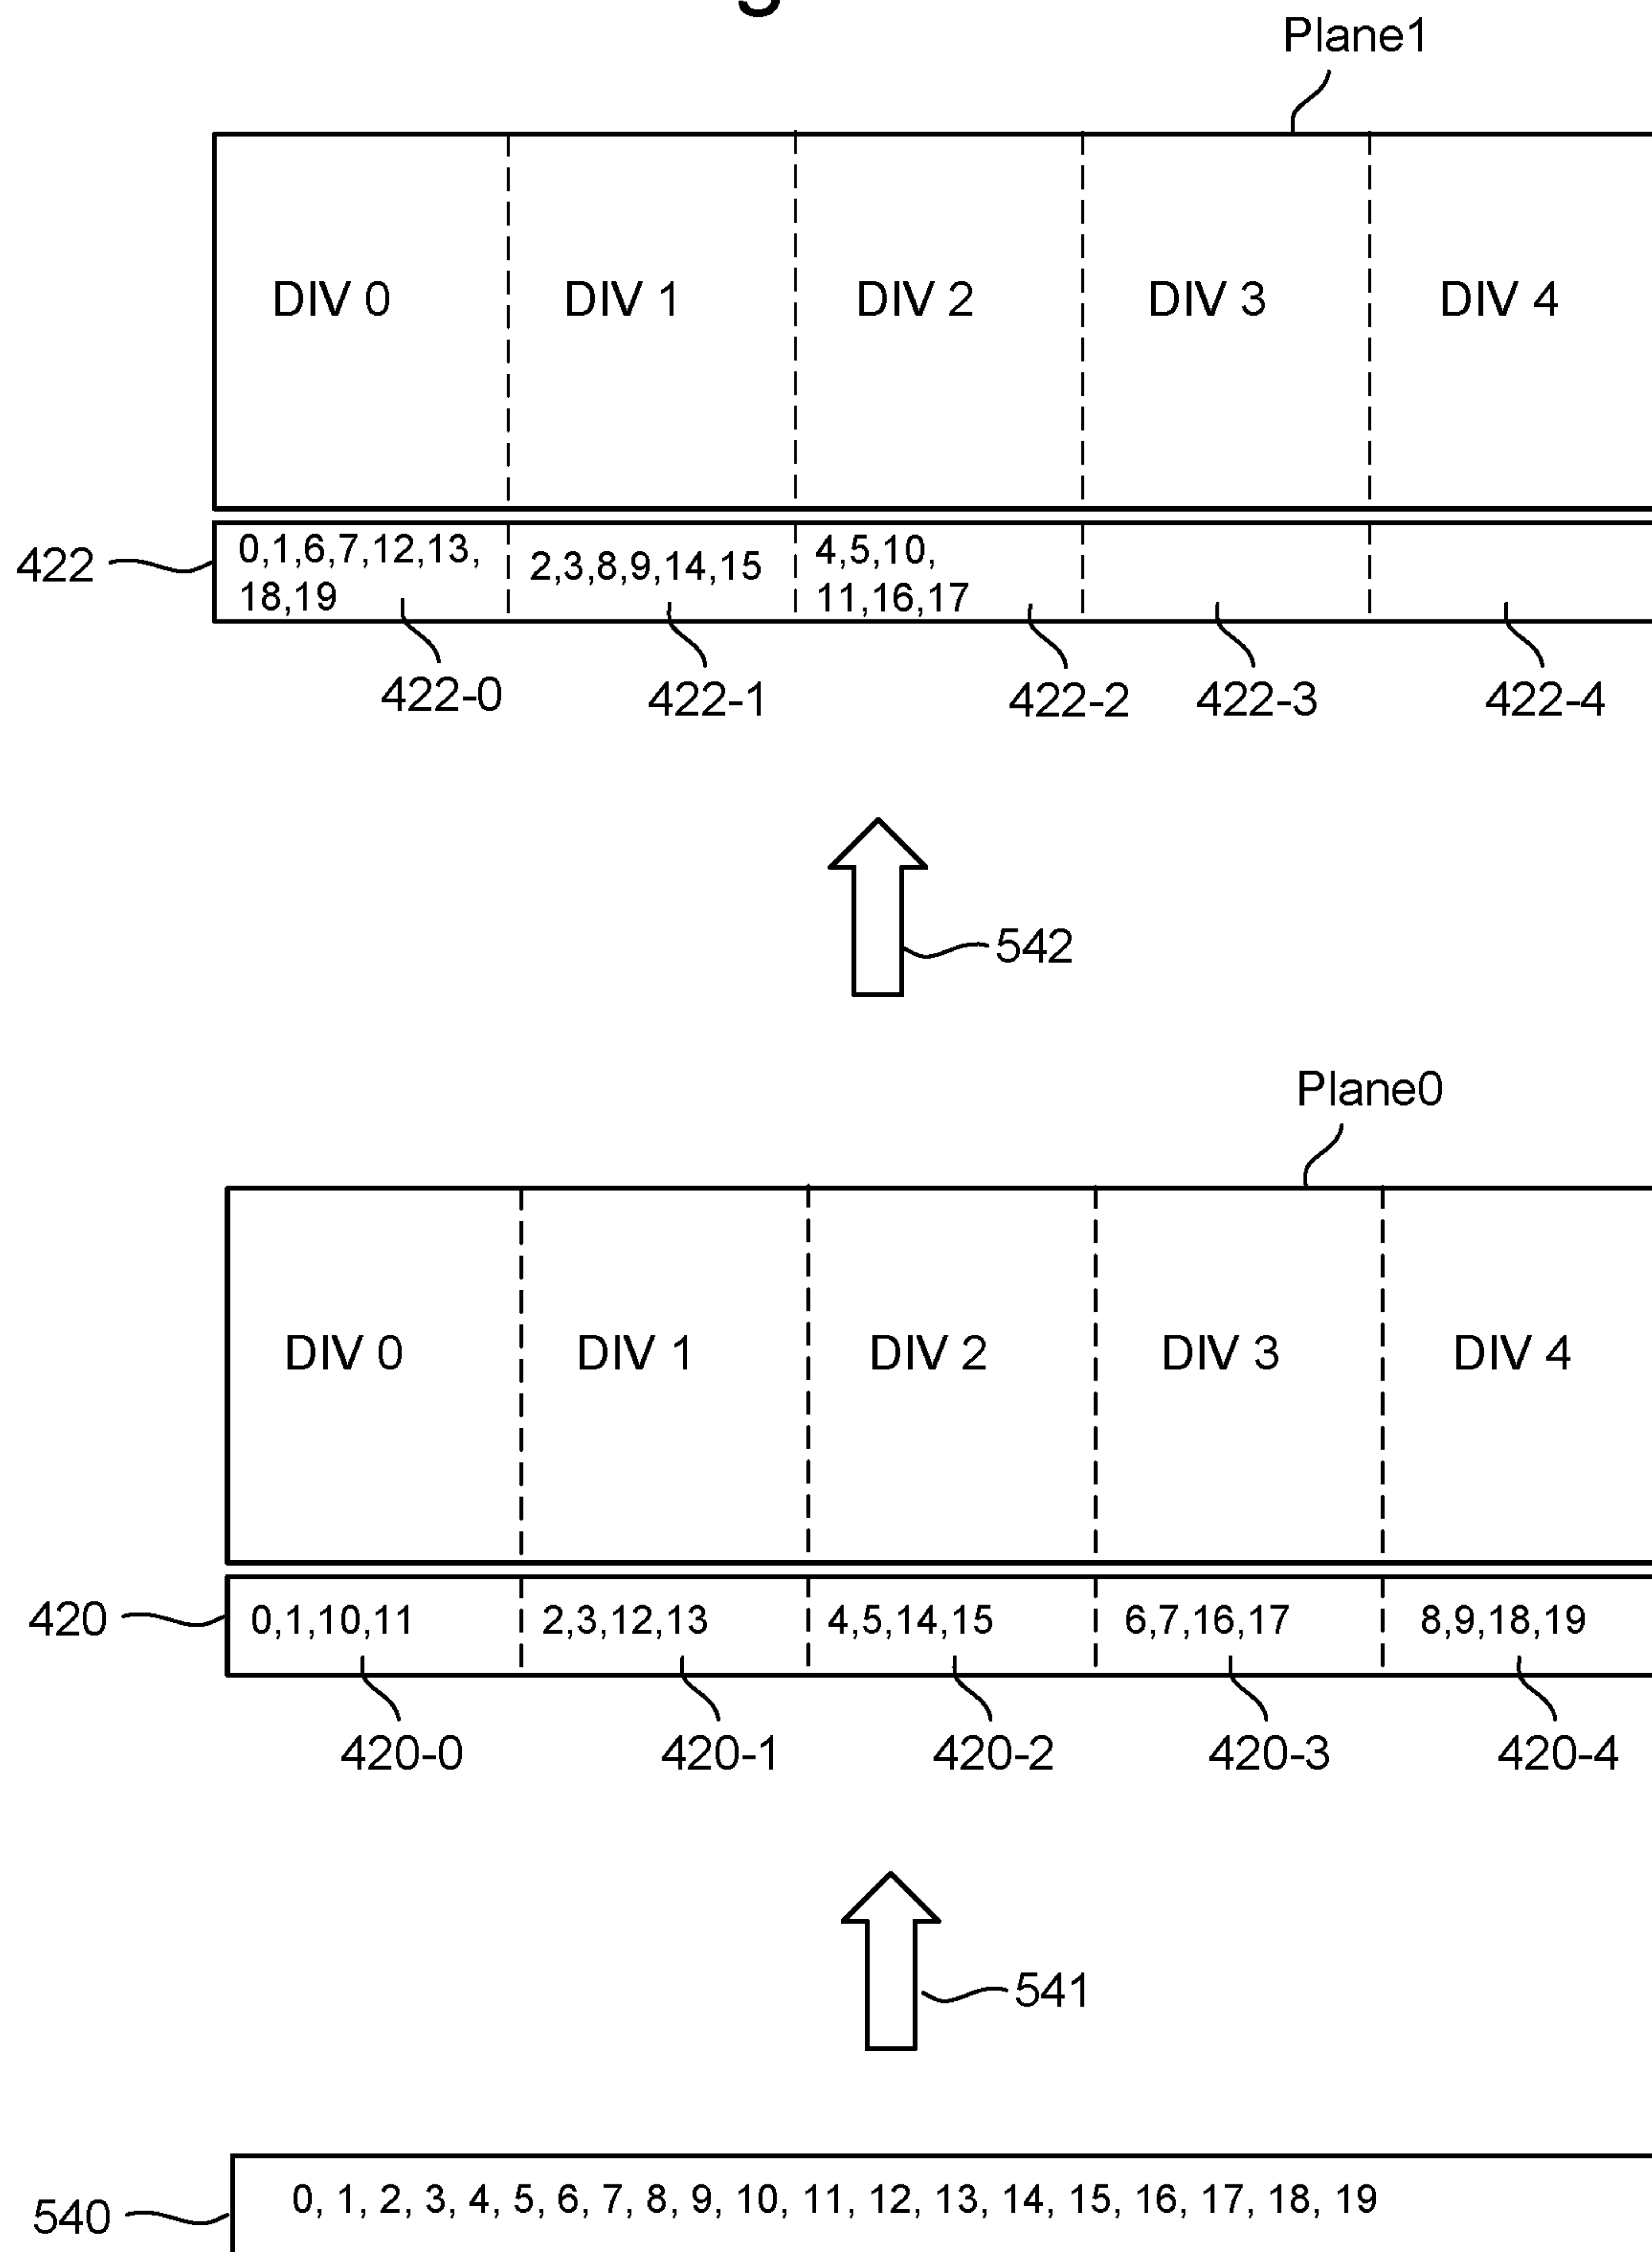 g
Plane1
DIV 0 DIV 1 DIV 2 DIV 3 DIV 4
422
0,1,6,7,12,13,
18,19
2,3,8,9,14,15
4,5,10,
11,16,17
422-0 422-1 422-2 422-3 422-4
542
Plane0
DIV 0 DIV 1 DIV 2 DIV 3 DIV 4
420 0,1,10,11 2,3,12,13 4,5,14,15 6,7,16,17 8,9,18,19
420-0 420-1 420-2 420-3 420-4
541
540 0, 1, 2, 3, 4, 5, 6, 7, 8, 9, 10, 11, 12, 13, 14, 15, 16, 17, 18, 19